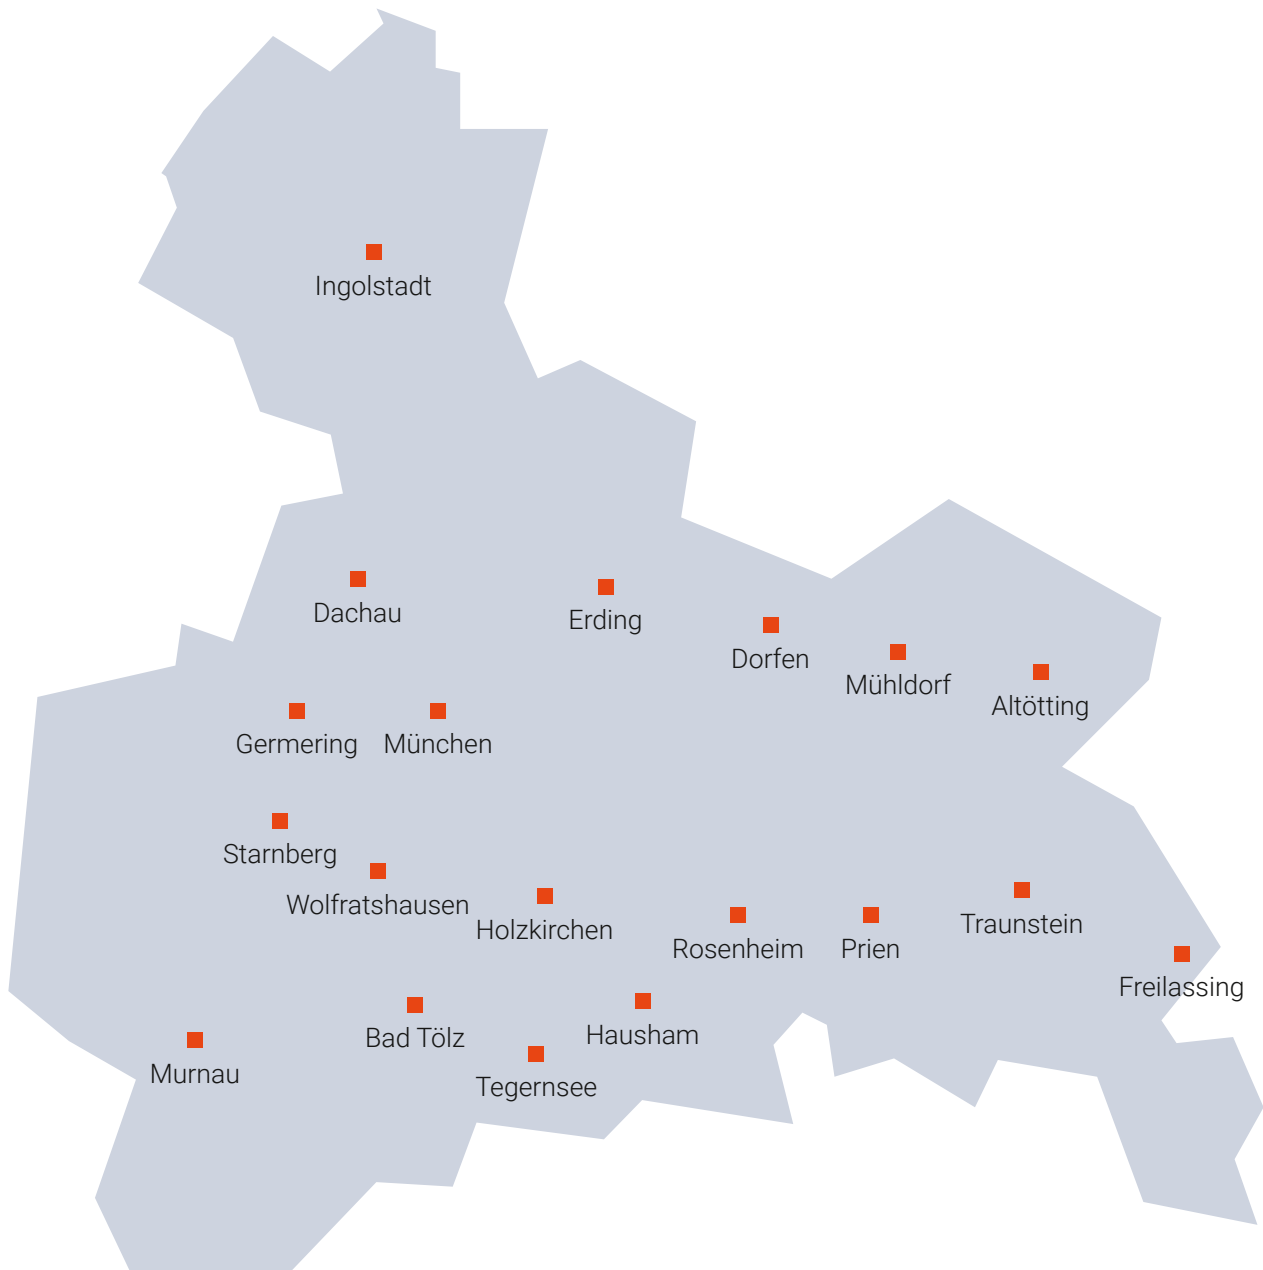 Ingolstadt
Dachau
Erding
Dorfen
Mühldorf
Altötting
Germering
München
Starnberg
Wolfratshausen
Holzkirchen
Rosenheim
Prien
Traunstein
Freilassing
Bad Tölz
Hausham
Murnau
Tegernsee